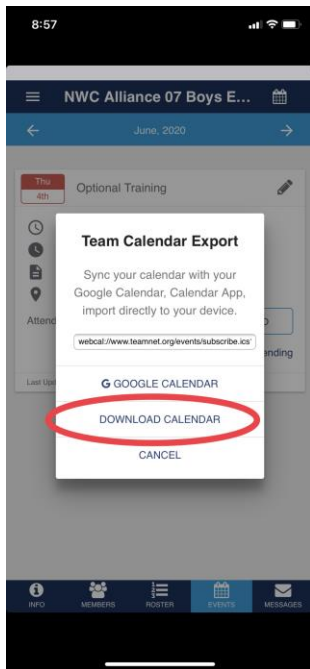 8:57
NWC Alliance 07 Boys E...
June, 2020
Thu
4th
Optional Training
Team Calendar Export
Sync your calendar with your
Google Calendar, Calendar App,
import directly to your device.
webcal://www.teamnet.org/events/subscribe.ics
Attend
ending
Last Upd
G GOOGLE CALENDAR
DOWNLOAD CALENDAR
CANCEL
INFO
MEMBERS
ROSTER
EVENTS
MESSAGES